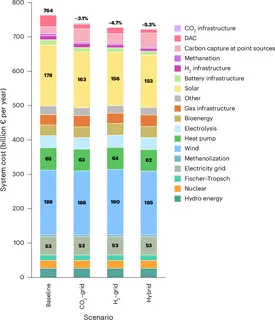 800
700
600
500
400
300
200
100
0
System cost (billion € per year)
764
-3.1%
-4.7%
-5.3%
178
163
156
153
65
63
64
62
188
186
190
185
53
53
53
53
Baseline
CO2-grid
H2-grid
Hybrid
Scenario
CO2 infrastructure
DAC
Carbon capture at point sources
Methanation
H2 infrastructure
Battery infrastructure
Solar
Other
Gas infrastructure
Bioenergy
Electrolysis
Heat pump
Wind
Methanolization
Electricity grid
Fischer–Tropsch
Nuclear
Hydro energy